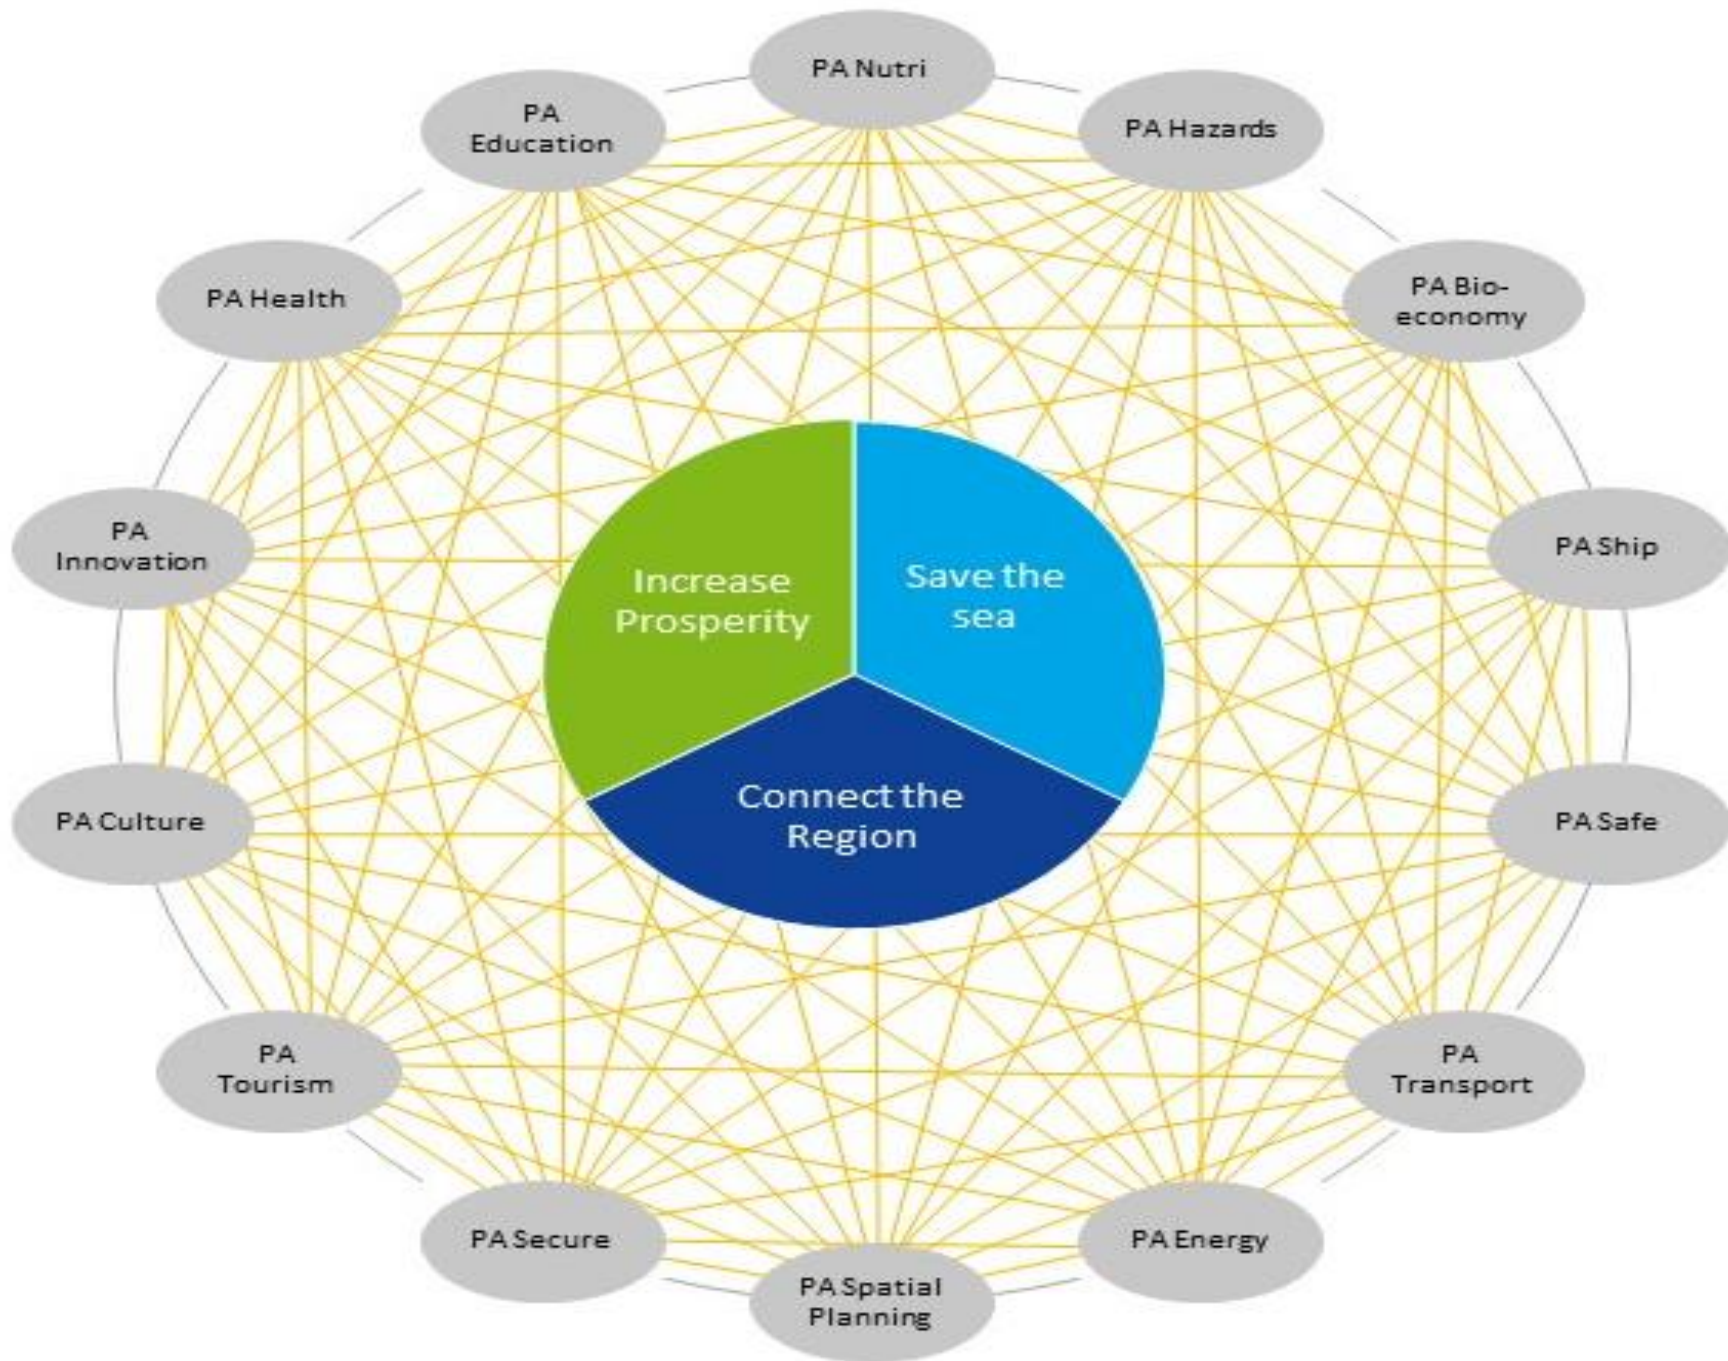 PA Nutri
PA
Education
PA Hazards
PA Health
PA Bio-
economy
PA
Innovation
PA Ship
Increase
Prosperity
Save the
sea
Connect the
Region
PA Culture
PA Safe
PA
Tourism
PA
Transport
PA Secure
PA Energy
PA Spatial
Planning